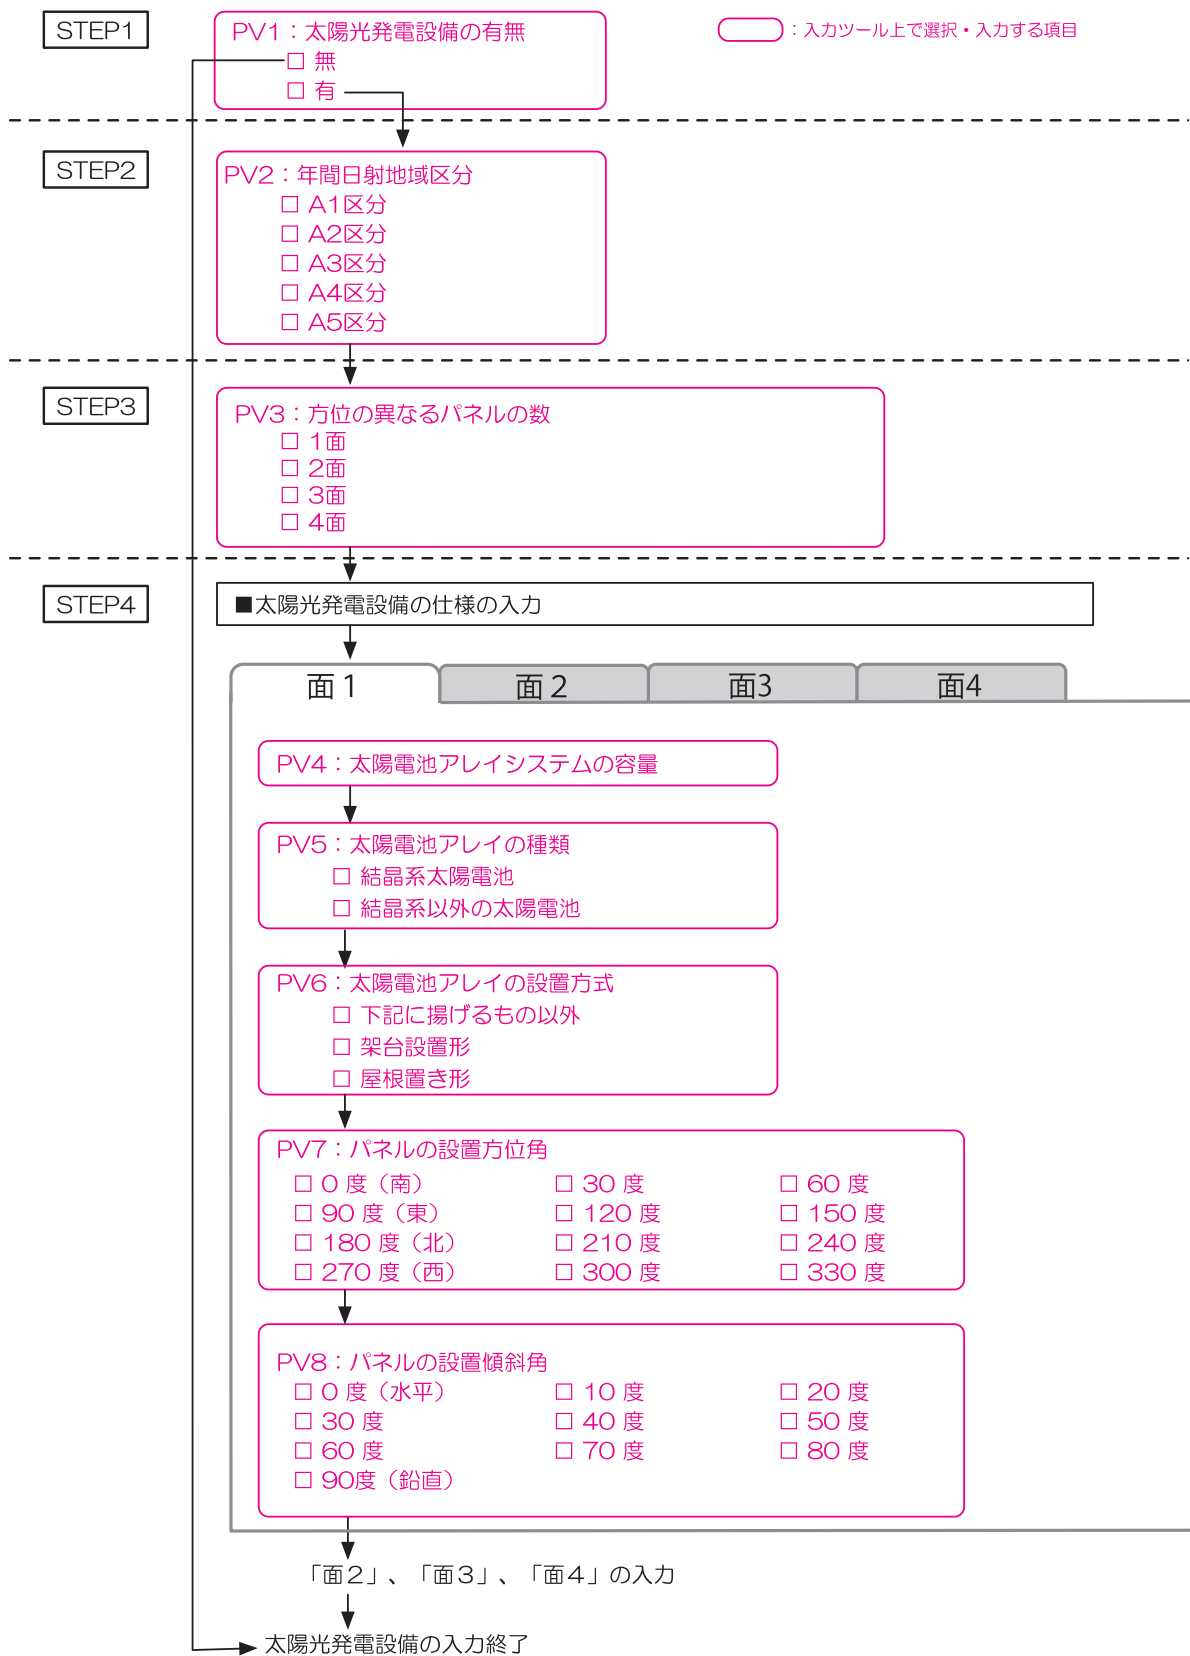 STEP1
PV1：太陽光発電設備の有無
□ 無
□ 有
：入力ツール上で選択・入力する項目
STEP2
PV2：年間日射地域区分
□ A1区分
□ A2区分
□ A3区分
□ A4区分
□ A5区分
STEP3
PV3：方位の異なるパネルの数
□ 1面
□ 2面
□ 3面
□ 4面
STEP4
■太陽光発電設備の仕様の入力
面1 面2 面3 面4
PV4：太陽電池アレイシステムの容量
PV5：太陽電池アレイの種類
□ 結晶系太陽電池
□ 結晶系以外の太陽電池
PV6：太陽電池アレイの設置方式
□ 下記に揚げるもの以外
□ 架台設置形
□ 屋根置き形
PV7：パネルの設置方位角
□ 0 度（南） □ 30 度 □ 60 度
□ 90 度（東） □ 120 度 □ 150 度
□ 180 度（北） □ 210 度 □ 240 度
□ 270 度（西） □ 300 度 □ 330 度
PV8：パネルの設置傾斜角
□ 0 度（水平） □ 10 度 □ 20 度
□ 30 度 □ 40 度 □ 50 度
□ 60 度 □ 70 度 □ 80 度
□ 90度（鉛直）
「面2」、「面3」、「面4」の入力
太陽光発電設備の入力終了